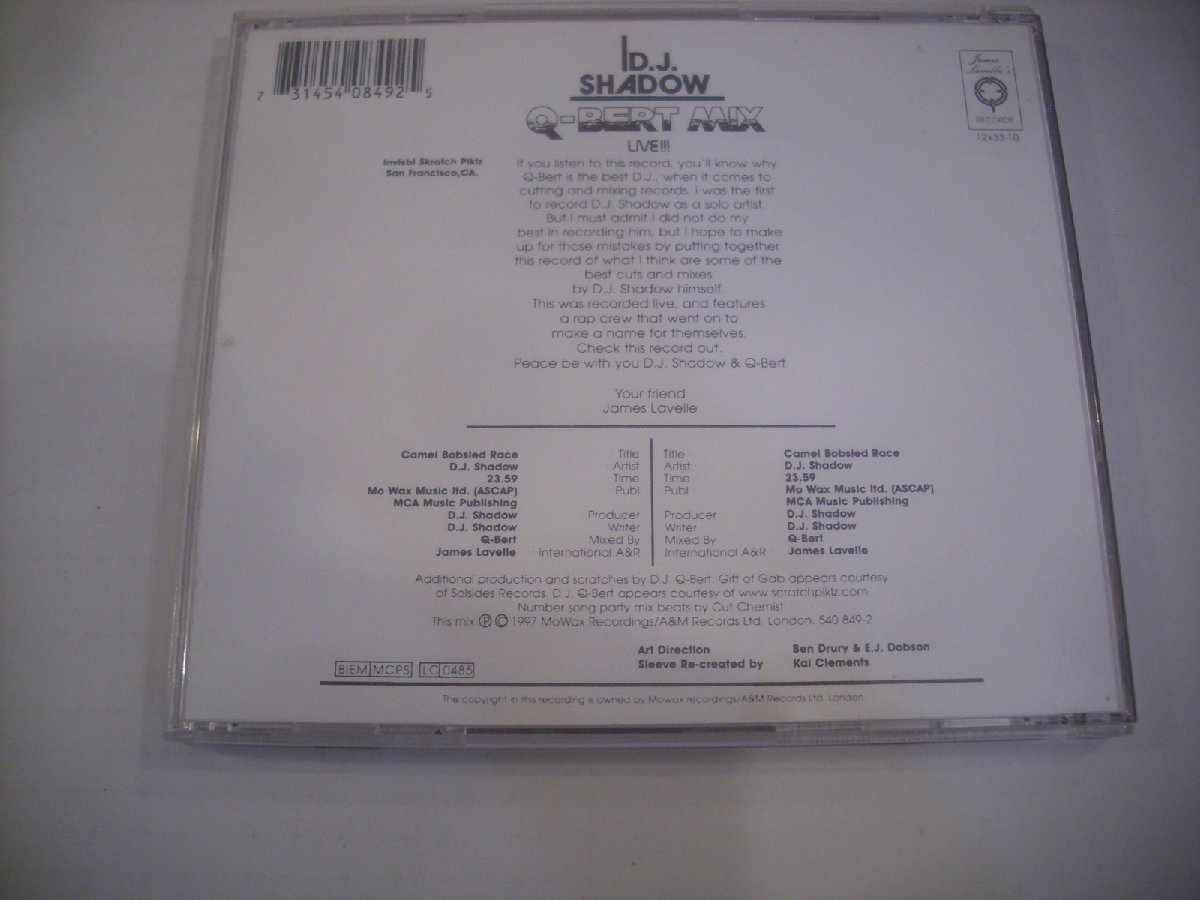 7 31454 08492 5
D.J.
SHADOW
Q-BERT MIX
LIVE!!!
James
Lavelle's
RECORDS
12x33-10
Invisbl Skratch Piklz
San Francisco,CA.
If you listen to this record, you'll know why
Q-Bert is the best D.J., when it comes to
cutting and mixing records. I was the first
to record D.J. Shadow as a solo artist.
But I must admit I did not do my
best in recording him, but I hope to make
up for those mistakes by putting together
this record of what I think are some of the
best cuts and mixes
by D.J. Shadow himself.
This was recorded live, and features
a rap crew that went on to
make a name for themselves.
Check this record out.
Peace be with you D.J. Shadow & Q-Bert
Your friend
James Lavelle
Camel Bobsled Race · Title Title · Camel Bobsled Race
D.J. Shadow · Artist Artist · D.J. Shadow
23.59 · Time Time · 23.59
Mo Wax Music ltd. (ASCAP) · Publ Publ · Mo Wax Music ltd. (ASCAP)
MCA Music Publishing MCA Music Publishing
D.J. Shadow Producer Producer D.J. Shadow
D.J. Shadow · Writer Writer · D.J. Shadow
Q-Bert Mixed By Mixed By Q-Bert
James Lavelle · International A&R International A&R · James Lavelle
Additional production and scratches by D.J. Q-Bert. Gift of Gab appears courtesy
of Solsides Records. D.J. Q-Bert appears courtesy of www.scratchpiklz.com
Number song party mix beats by Cut Chemist.
This mix Ⓟ © 1997 MoWax Recordings/A&M Records Ltd. London. 540 849-2
Art Direction Ben Drury & E.J. Dobson
Sleeve Re-created by Kai Clements
BIEM MCPS LC 0485
The copyright in this recording is owned by Mowax recordings/A&M Records Ltd. London